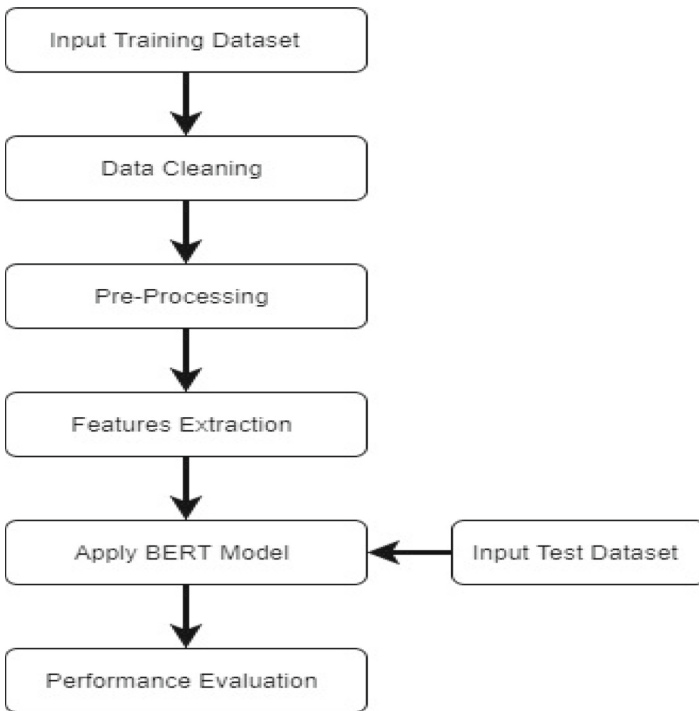 Input Training Dataset
Data Cleaning
Pre-Processing
Features Extraction
Apply BERT Model
Input Test Dataset
Performance Evaluation